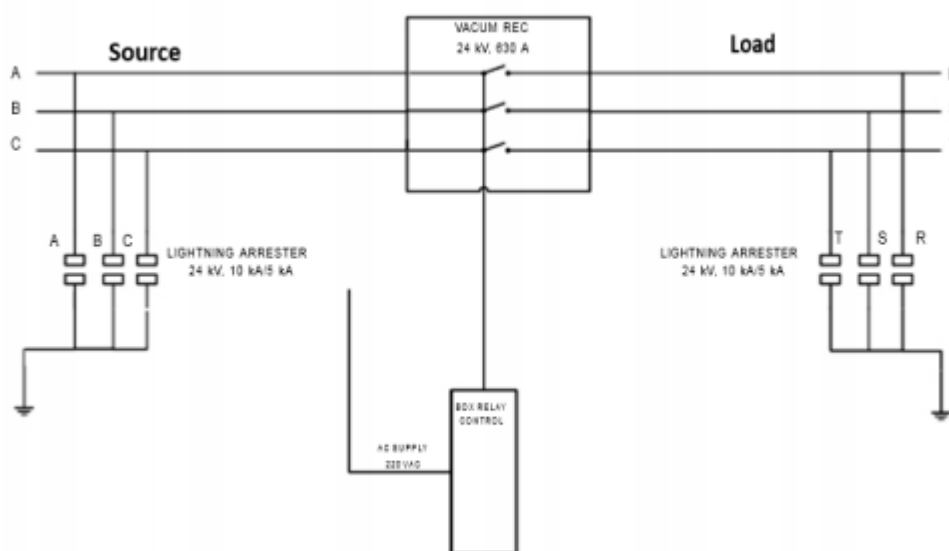 VACUM REC
24 kV, 630 A
Source
Load
A
B
C
A B C
LIGHTNING ARRESTER
24 kV, 10 kA/5 kA
LIGHTNING ARRESTER
24 kV, 10 kA/5 kA
T S R
BOX RELAY
CONTROL
AC SUPPLY
220 VAC